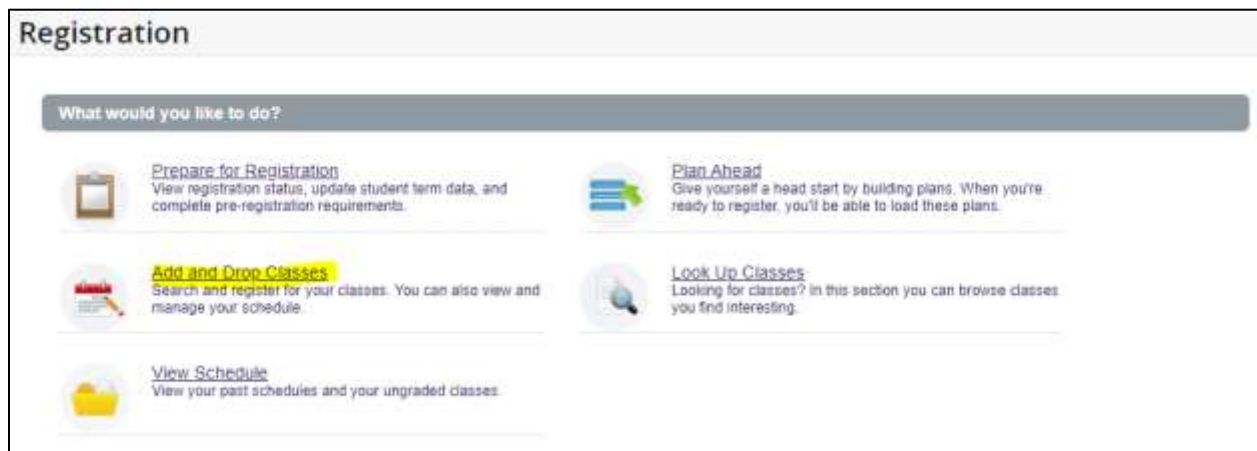 Registration
What would you like to do?
Prepare for Registration
View registration status, update student term data, and
complete pre-registration requirements.
Plan Ahead
Give yourself a head start by building plans. When you're
ready to register, you'll be able to load these plans.
Add and Drop Classes
Search and register for your classes. You can also view and
manage your schedule.
Look Up Classes
Looking for classes? In this section you can browse classes
you find interesting.
View Schedule
View your past schedules and your ungraded classes.